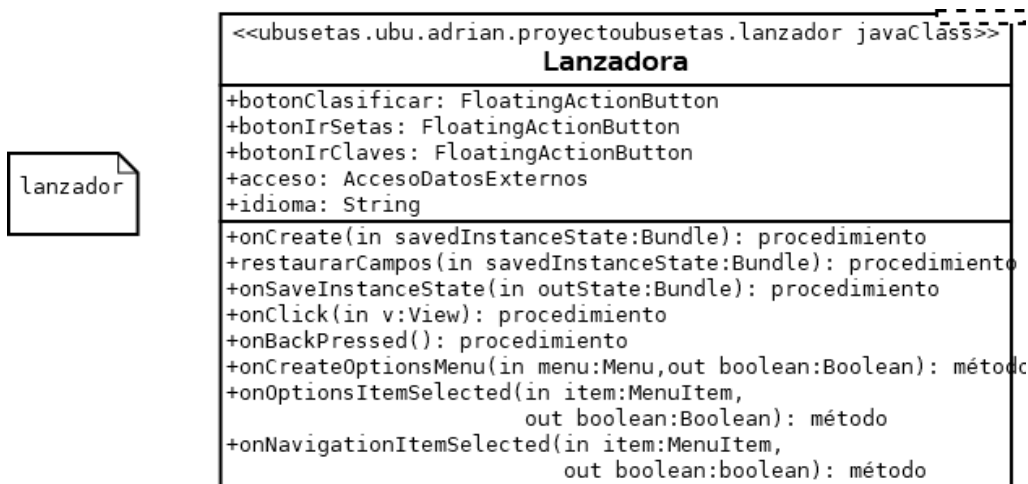 <<ubusetas.ubu.adrian.proyectoubusetas.lanzador javaClass>>
Lanzadora
+botonClasificar: FloatingActionButton
+botonIrSetas: FloatingActionButton
+botonIrClaves: FloatingActionButton
+acceso: AccesoDatosExternos
+idioma: String
lanzador
+onCreate(in savedInstanceState:Bundle): procedimiento
+restaurarCampos(in savedInstanceState:Bundle): procedimiento
+onSaveInstanceState(in outState:Bundle): procedimiento
+onClick(in v:View): procedimiento
+onBackPressed(): procedimiento
+onCreateOptionsMenu(in menu:Menu,out boolean:Boolean): método
+onOptionsItemSelected(in item:MenuItem,
out boolean:Boolean): método
+onNavigationItemSelected(in item:MenuItem,
out boolean:boolean): método